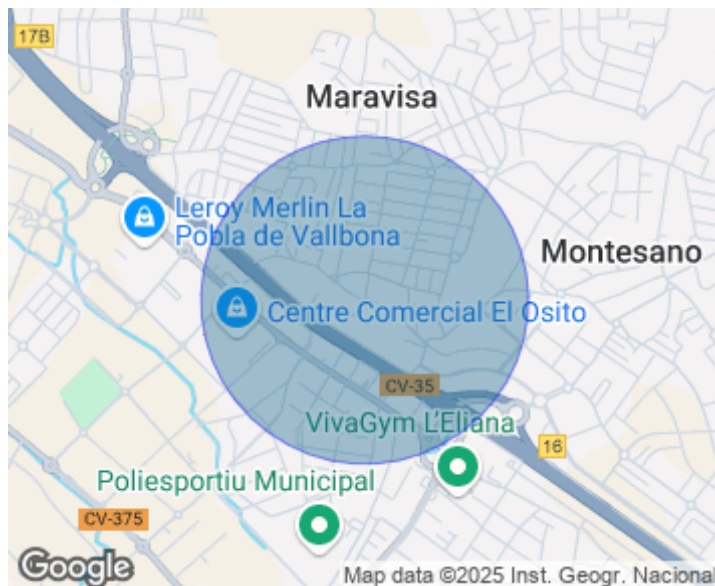 17B
Maravisa
Leroy Merlin La
Pobla de Vallbona
Montesano
Centre Comercial El Osito
CV-35
VivaGym L'Eliana
16
Poliesportiu Municipal
CV-375
Google
Map data ©2025 Inst. Geogr. Nacional